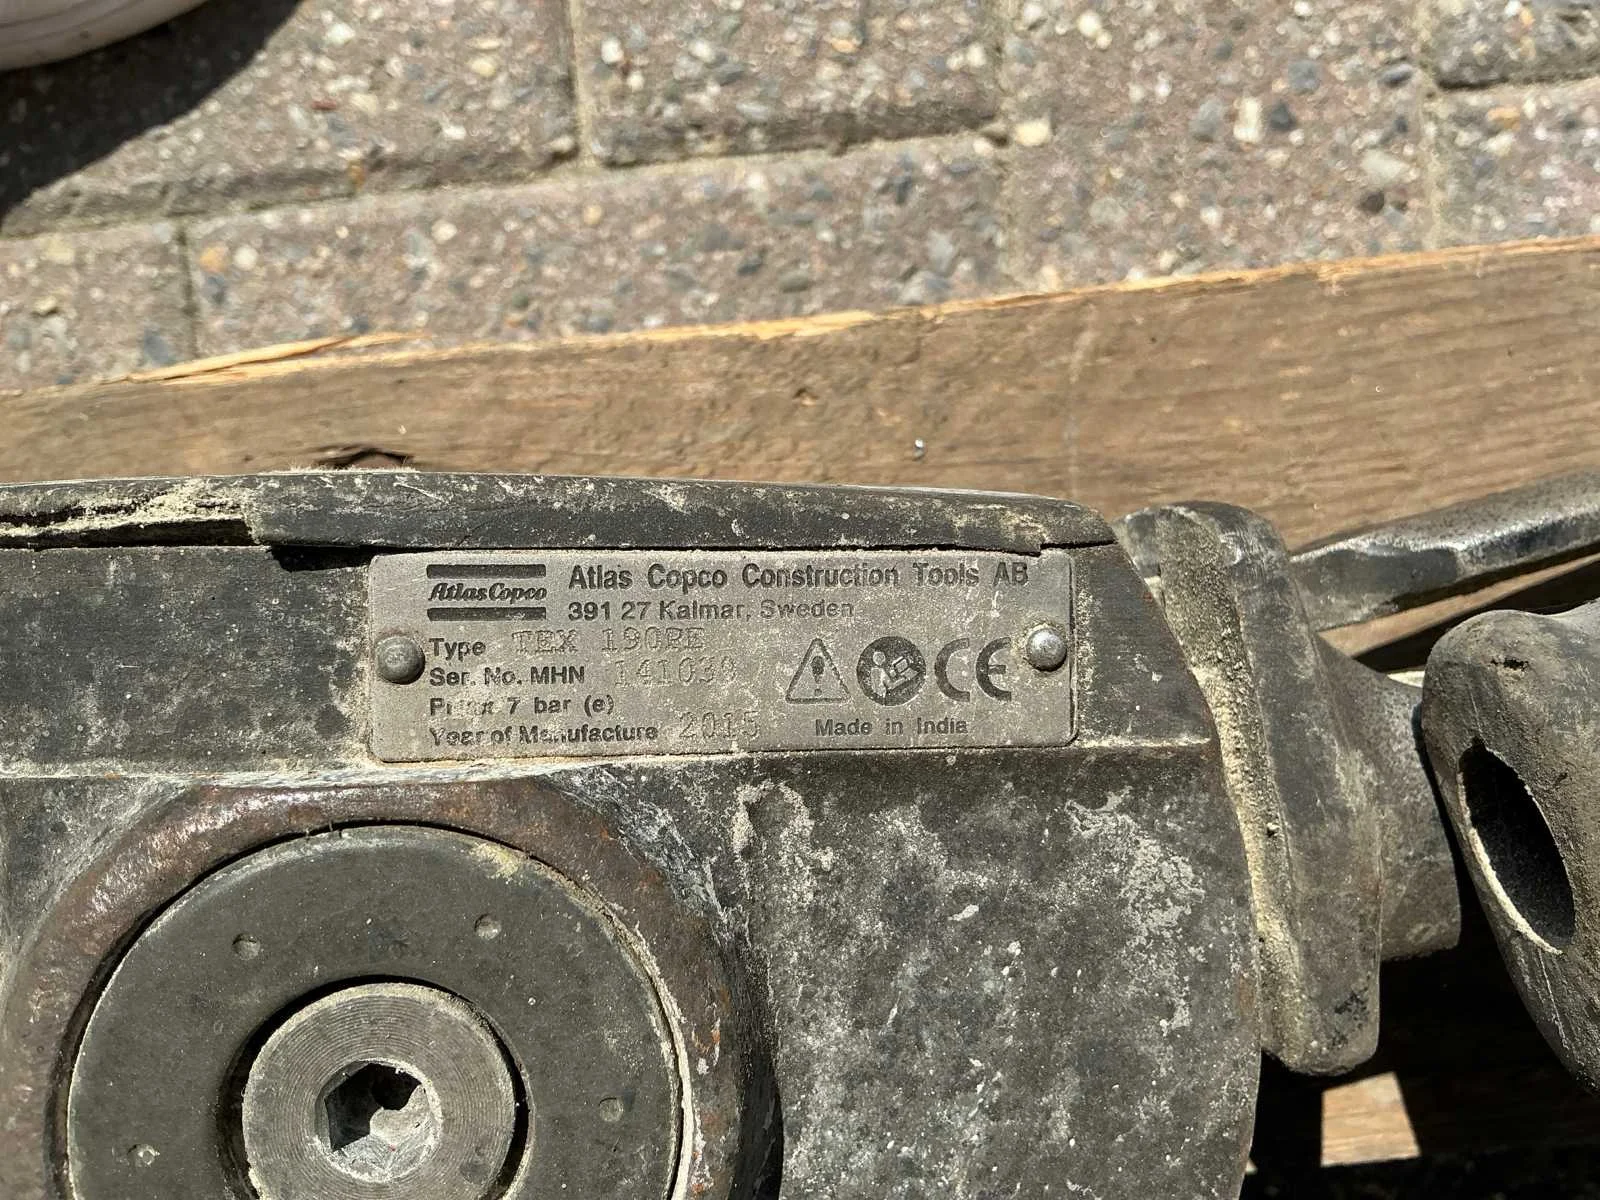 Atlas Copco Atlas Copco Construction Tools AB
391 27 Kalmar, Sweden
Type TEX 190PE
Ser. No. MHN
7 bar (e)
Year of Manufacture 2015 Made in India
CE